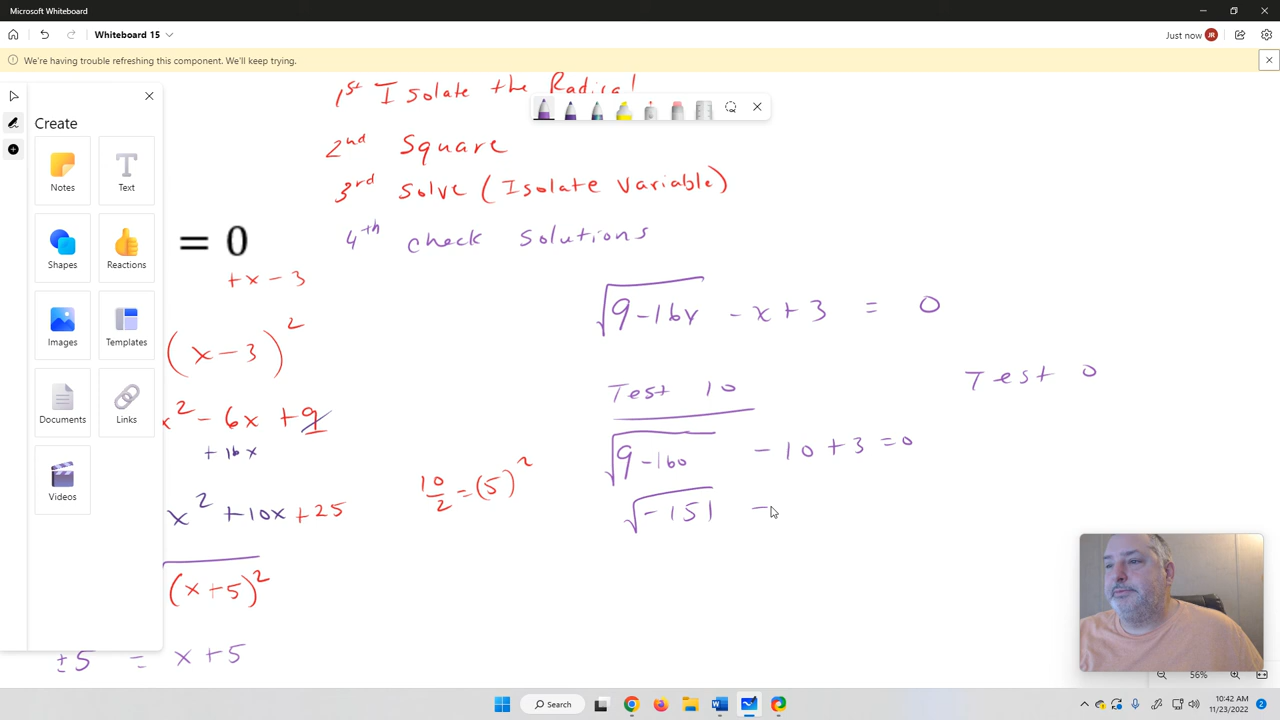 Microsoft Whiteboard
Whiteboard 15
Just now JR
We're having trouble refreshing this component. We'll keep trying.
Create
Notes
Text
Shapes
Reactions
Images
Templates
Documents
Links
Videos
1st Isolate the Radical
2nd Square
3rd Solve (Isolate Variable)
4th check solutions
= 0
+x - 3
(x-3)^2
x^2 - 6x + 9
+ 16x
x^2 + 10x + 25
(x+5)^2
±5 = x+5
10/2 = (5)^2
√(9-16x) - x + 3 = 0
Test 10
Test 0
√(9-160) - 10 + 3 = 0
√(-151) -
56%
Search
10:42 AM
11/23/2022
2